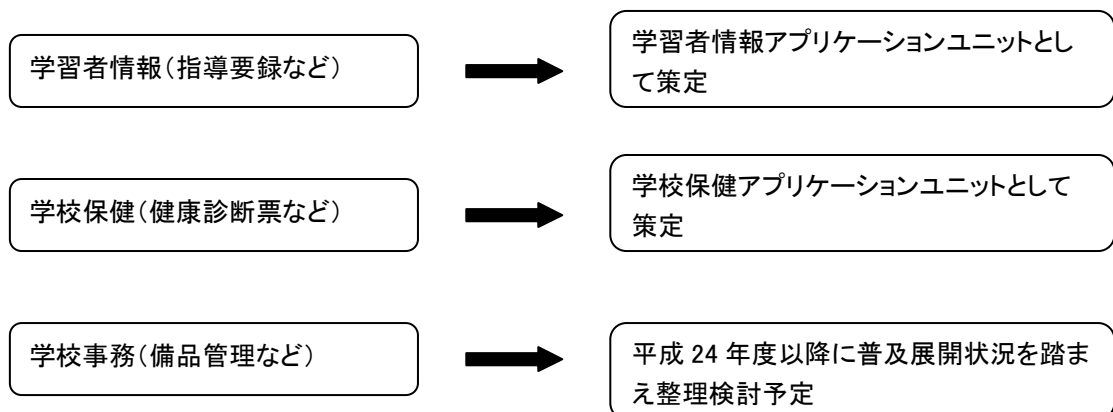 学習者情報(指導要録など)
学習者情報アプリケーションユニットとし
て策定
学校保健(健康診断票など)
学校保健アプリケーションユニットとして
策定
学校事務(備品管理など)
平成 24 年度以降に普及展開状況を踏ま
え整理検討予定